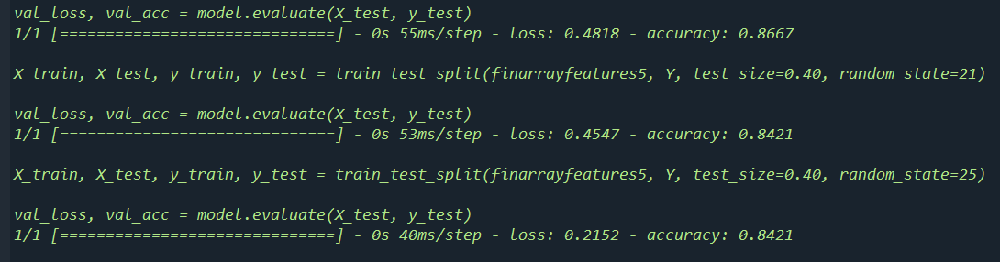 val_loss, val_acc = model.evaluate(X_test, y_test)
1/1 [==============================] - 0s 55ms/step - loss: 0.4818 - accuracy: 0.8667
X_train, X_test, y_train, y_test = train_test_split(finarrayfeatures5, Y, test_size=0.40, random_state=21)
val_loss, val_acc = model.evaluate(X_test, y_test)
1/1 [==============================] - 0s 53ms/step - loss: 0.4547 - accuracy: 0.8421
X_train, X_test, y_train, y_test = train_test_split(finarrayfeatures5, Y, test_size=0.40, random_state=25)
val_loss, val_acc = model.evaluate(X_test, y_test)
1/1 [==============================] - 0s 40ms/step - loss: 0.2152 - accuracy: 0.8421